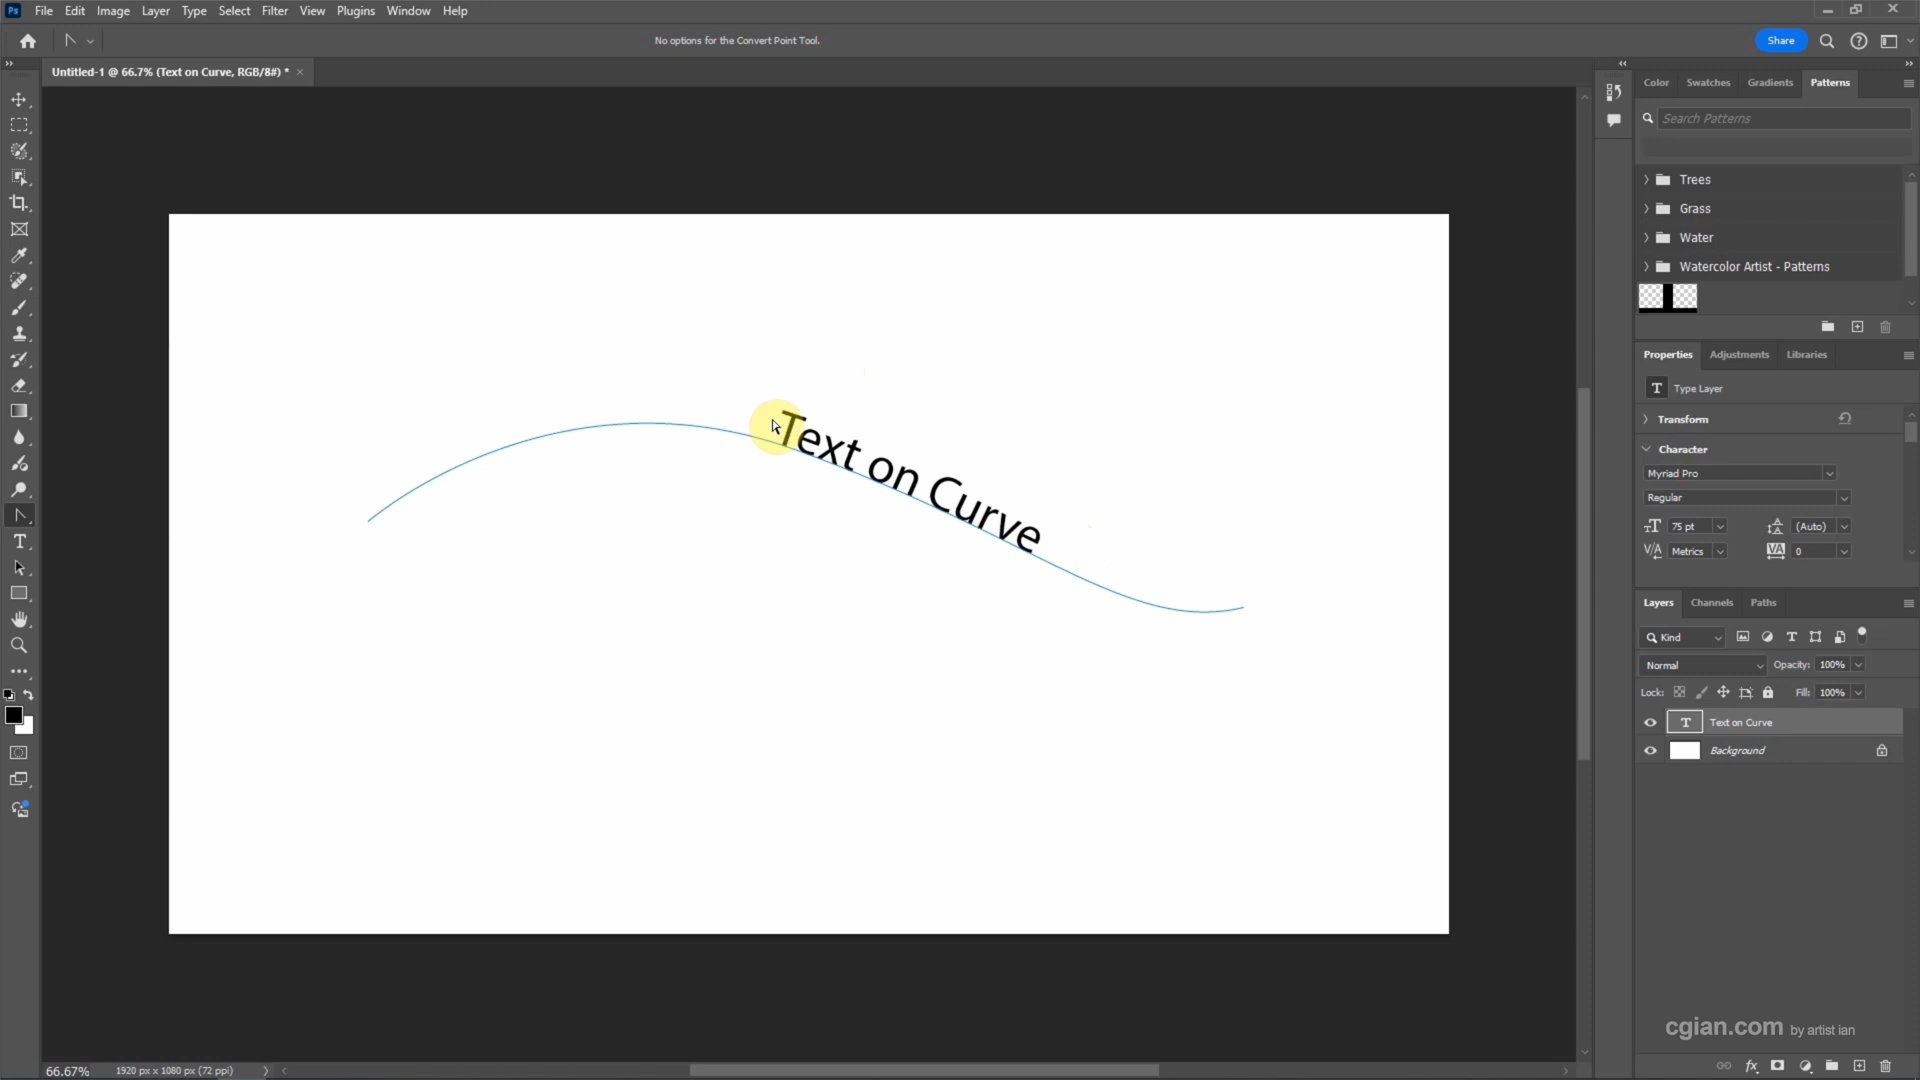 Ps File Edit Image Layer Type Select Filter View Plugins Window Help
No options for the Convert Point Tool.
Share
Untitled-1 @ 66.7% (Text on Curve, RGB/8#) * ×
Color Swatches Gradients Patterns
Search Patterns
Trees
Grass
Water
Watercolor Artist - Patterns
Properties Adjustments Libraries
T Type Layer
Transform
Character
Myriad Pro
Regular
75 pt (Auto)
Metrics 0
Text on Curve
Layers Channels Paths
Kind
Normal Opacity: 100%
Lock: Fill: 100%
T Text on Curve
Background
cgian.com by artist ian
66.67% 1920 px x 1080 px (72 ppi)